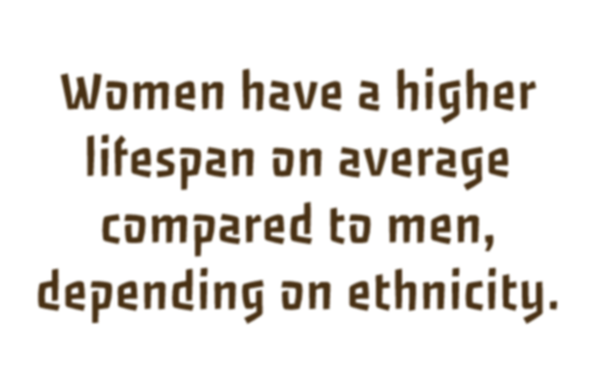 Women have a higher
lifespan on average
compared to men,
depending on ethnicity.